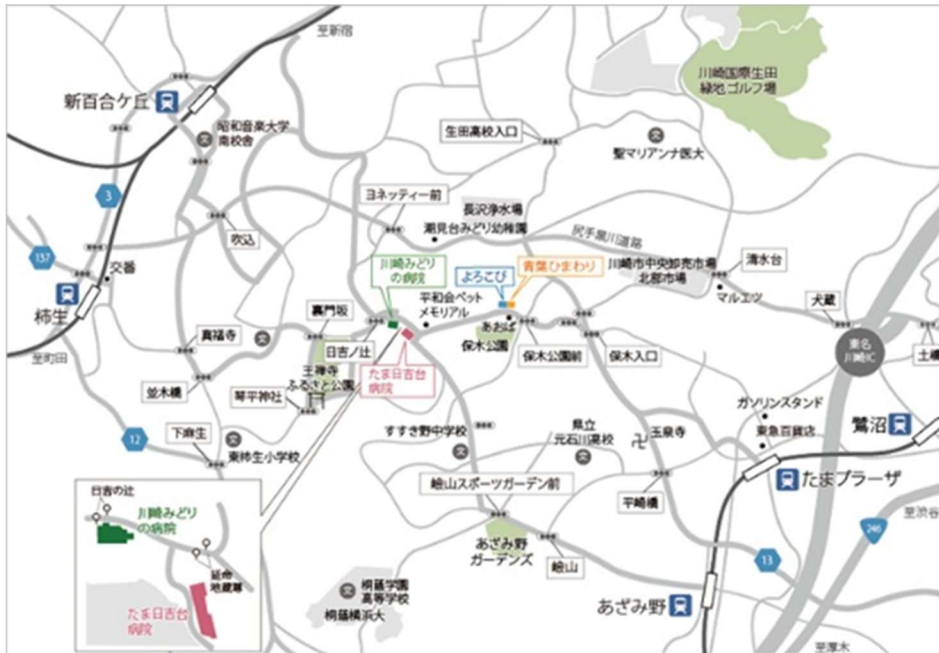 至新宿
川崎国際生田
緑地ゴルフ場
新百合ケ丘
昭和音楽大学
南校舎
生田高校入口
聖マリアンナ医大
3
ヨネッティー前
長沢浄水場
潮見台みどり幼稚園
吹込
尻手黒川道路
137
川崎みどり
の病院
よろこび
青葉ひまわり
川崎市中央卸売市場
北部市場
清水台
交番
マルエツ
柿生
裏門坂
平和会ペット
メモリアル
犬蔵
真福寺
あおば
保木公園
日吉ノ辻
保木公園前
保木入口
東名
川崎IC
土橋
至町田
王禅寺
ふるさと公園
たま日吉台
病院
並木橋
琴平神社
ガソリンスタンド
12
下麻生
すすき野中学校
県立
元石川高校
玉泉寺
東急百貨店
鷺沼
東柿生小学校
たまプラーザ
嶮山スポーツガーデン前
平崎橋
日吉の辻
川崎みどり
の病院
至渋谷
246
あざみ野
ガーデンズ
嶮山
13
延命
地蔵尊
桐蔭学園
高等学校
桐蔭横浜大
たま日吉台
病院
あざみ野
至厚木